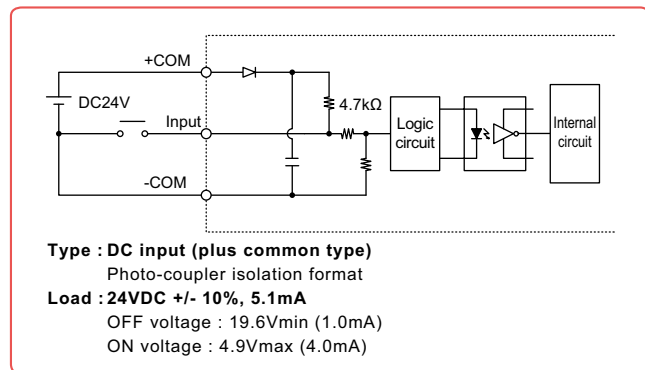 +COM
DC24V
4.7kΩ
Input
Logic
circuit
Internal
circuit
-COM
Type : DC input (plus common type)
Photo-coupler isolation format
Load : 24VDC +/- 10%, 5.1mA
OFF voltage : 19.6Vmin (1.0mA)
ON voltage : 4.9Vmax (4.0mA)